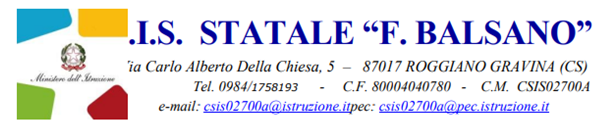 .I.S. STATALE “F. BALSANO”
Ministero dell'Istruzione
Via Carlo Alberto Della Chiesa, 5 – 87017 ROGGIANO GRAVINA (CS)
Tel. 0984/1758193 - C.F. 80004040780 - C.M. CSIS02700A
e-mail: csis02700a@istruzione.itpec: csis02700a@pec.istruzione.it